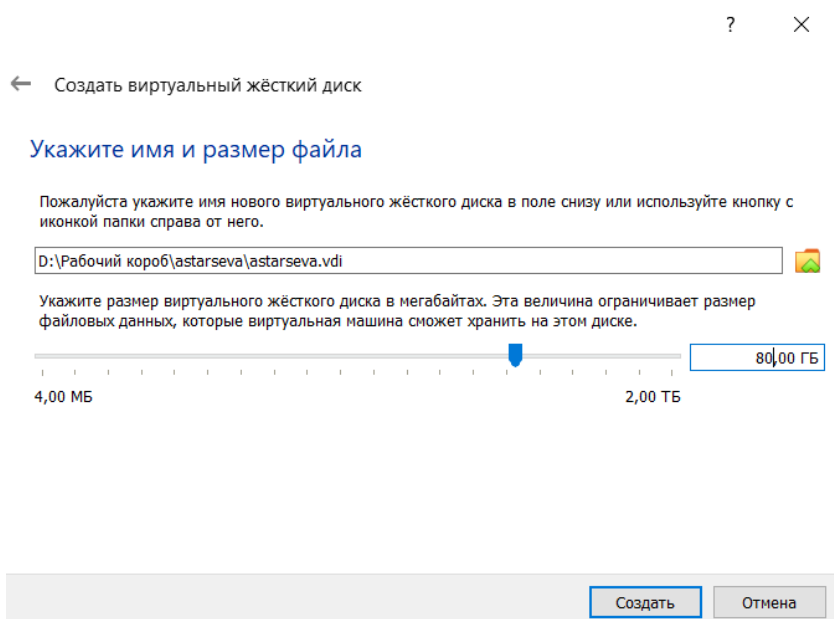 ?
Создать виртуальный жёсткий диск
Укажите имя и размер файла
Пожалуйста укажите имя нового виртуального жёсткого диска в поле снизу или используйте кнопку с
иконкой папки справа от него.
D:\Рабочий короб\astarseva\astarseva.vdi
Укажите размер виртуального жёсткого диска в мегабайтах. Эта величина ограничивает размер
файловых данных, которые виртуальная машина сможет хранить на этом диске.
80,00 ГБ
4,00 МБ 2,00 ТБ
Создать Отмена